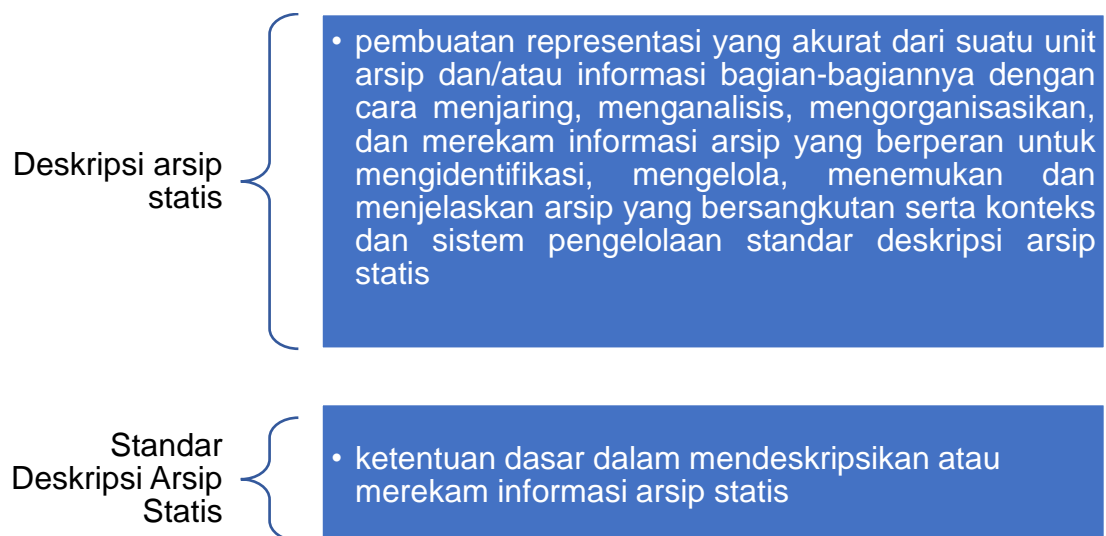 Deskripsi arsip
statis
• pembuatan representasi yang akurat dari suatu unit
arsip dan/atau informasi bagian-bagiannya dengan
cara menjaring, menganalisis, mengorganisasikan,
dan merekam informasi arsip yang berperan untuk
mengidentifikasi, mengelola, menemukan dan
menjelaskan arsip yang bersangkutan serta konteks
dan sistem pengelolaan standar deskripsi arsip
statis
Standar
Deskripsi Arsip
Statis
• ketentuan dasar dalam mendeskripsikan atau
merekam informasi arsip statis